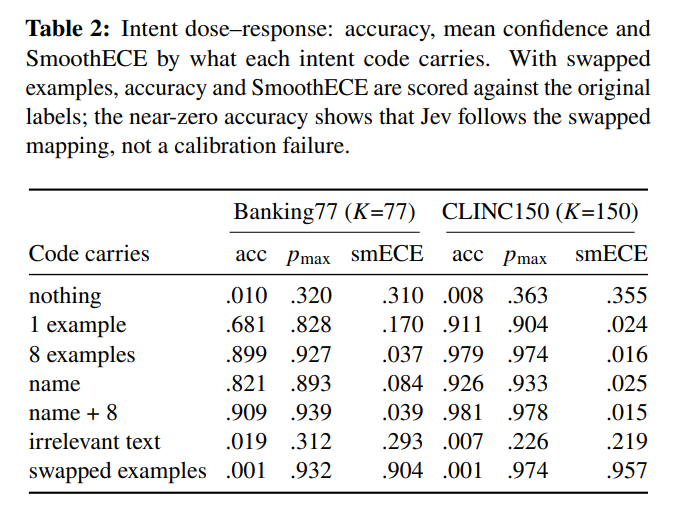 Table 2: Intent dose–response: accuracy, mean confidence and
SmoothECE by what each intent code carries. With swapped
examples, accuracy and SmoothECE are scored against the original
labels; the near-zero accuracy shows that Jev follows the swapped
mapping, not a calibration failure.
Banking77 (K=77) CLINC150 (K=150)
Code carries acc pmax smECE acc pmax smECE
nothing .010 .320 .310 .008 .363 .355
1 example .681 .828 .170 .911 .904 .024
8 examples .899 .927 .037 .979 .974 .016
name .821 .893 .084 .926 .933 .025
name + 8 .909 .939 .039 .981 .978 .015
irrelevant text .019 .312 .293 .007 .226 .219
swapped examples .001 .932 .904 .001 .974 .957